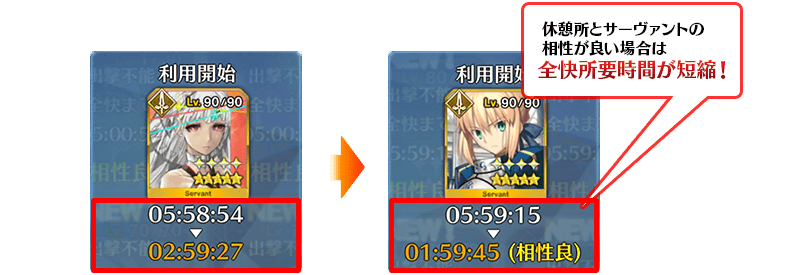 休憩所とサーヴァントの
相性が良い場合は
全快所要時間が短縮！
利用開始
Lv. 90/90
Servant
05:58:54
▼
02:59:27
利用開始
Lv. 90/90
Servant
05:59:15
▼
01:59:45 (相性良)